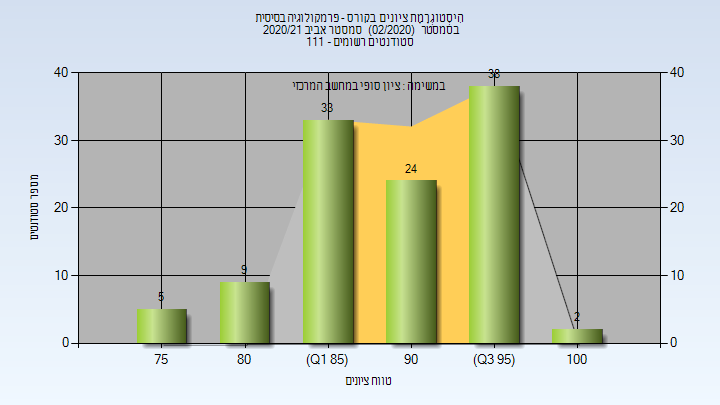 היסטוגרמת ציונים בקורס - פרמקולוגיה בסיסית
בסמסטר (02/2020) סמסטר אביב 2020/21
סטודנטים רשומים - 111
במשימה : ציון סופי במחשב המרכזי
40
30
20
10
0
40
30
20
10
0
5
9
33
24
38
2
75
80
(Q1 85)
90
(Q3 95)
100
מספר סטודנטים
טווח ציונים